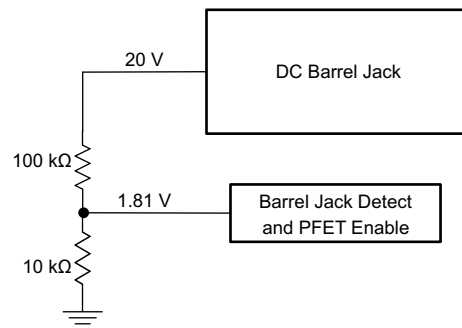 20 V
DC Barrel Jack
100 kΩ
1.81 V
Barrel Jack Detect
and PFET Enable
10 kΩ